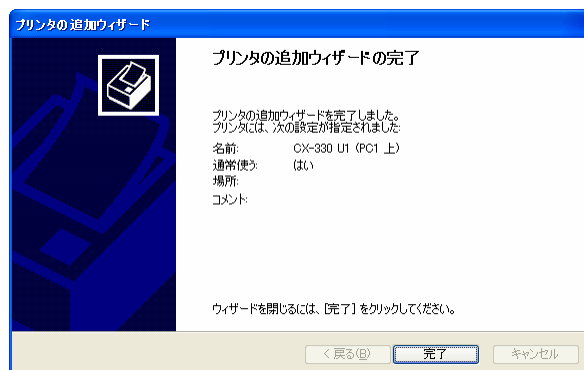 プリンタの追加ウィザード
プリンタの追加ウィザードの完了
プリンタの追加ウィザードを完了しました。
プリンタには、次の設定が指定されました:
名前: CX-330 U1 (PC1 上)
通常使う: はい
場所:
コメント:
ウィザードを閉じるには、[完了] をクリックしてください。
< 戻る(B) 完了 キャンセル